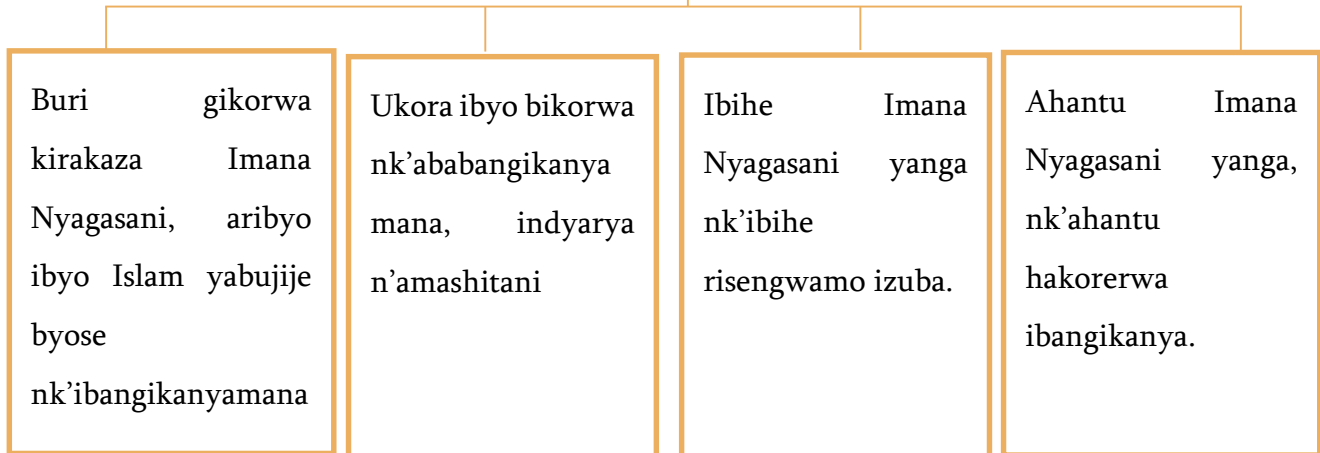 Buri gikorwa
kirakaza Imana
Nyagasani, aribyo
ibyo Islam yabujije
byose
nk’ibangikanyamana
Ukora ibyo bikorwa
nk’ababangikanya
mana, indyarya
n’amashitani
Ibihe Imana
Nyagasani yanga
nk’ibihe
risengwamo izuba.
Ahantu Imana
Nyagasani yanga,
nk’ahantu
hakorerwa
ibangikanya.